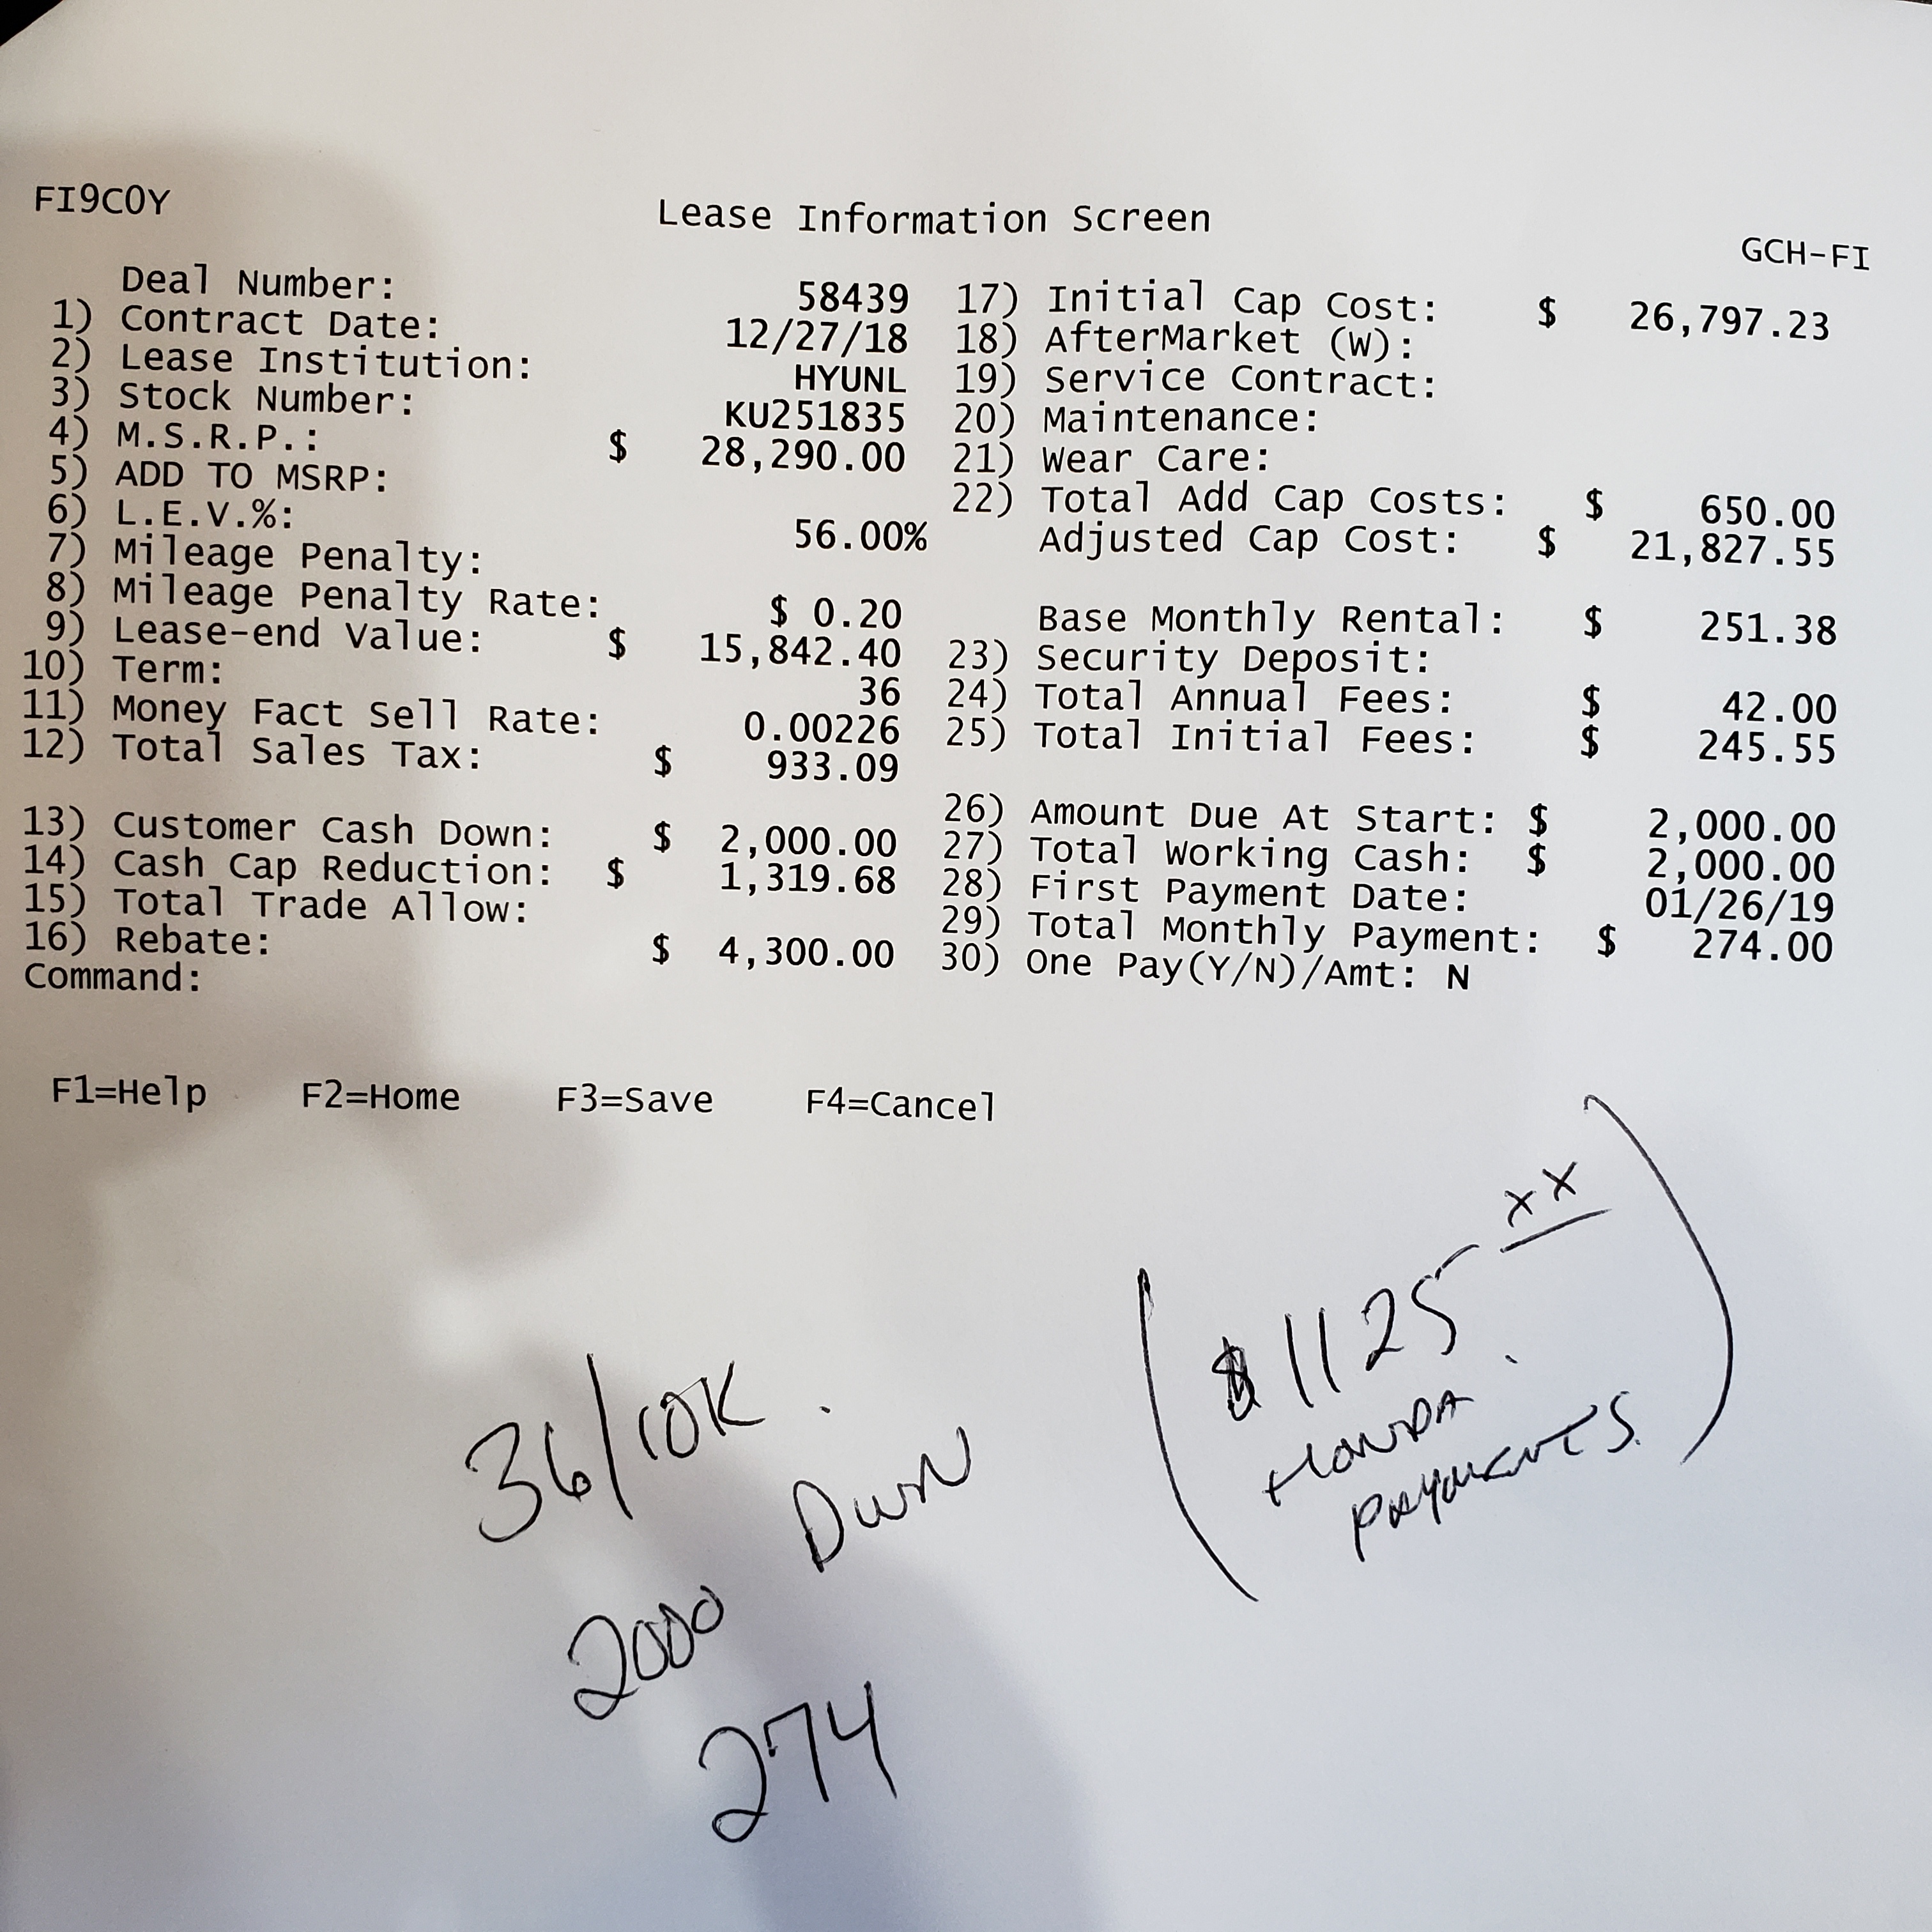 FI9C0Y
Lease Information Screen
GCH-FI
Deal Number: 58439
1) Contract Date: 12/27/18
2) Lease Institution: HYUNL
3) Stock Number: KU251835
4) M.S.R.P.: $ 28,290.00
5) ADD TO MSRP:
6) L.E.V.%: 56.00%
7) Mileage Penalty:
8) Mileage Penalty Rate: $ 0.20
9) Lease-end Value: $ 15,842.40
10) Term: 36
11) Money Fact Sell Rate: 0.00226
12) Total Sales Tax: $ 933.09
13) Customer Cash Down: $ 2,000.00
14) Cash Cap Reduction: $ 1,319.68
15) Total Trade Allow:
16) Rebate: $ 4,300.00
Command:
17) Initial Cap Cost: $ 26,797.23
18) AfterMarket (W):
19) Service Contract:
20) Maintenance:
21) Wear Care:
22) Total Add Cap Costs: $ 650.00
Adjusted Cap Cost: $ 21,827.55
Base Monthly Rental: $ 251.38
23) Security Deposit:
24) Total Annual Fees: $ 42.00
25) Total Initial Fees: $ 245.55
26) Amount Due At Start: $ 2,000.00
27) Total Working Cash: $ 2,000.00
28) First Payment Date: 01/26/19
29) Total Monthly Payment: $ 274.00
30) One Pay(Y/N)/Amt: N
F1=Help F2=Home F3=Save F4=Cancel
36/10K
2000 Down
274
($1125 xx
HONDA
PAYMENTS)